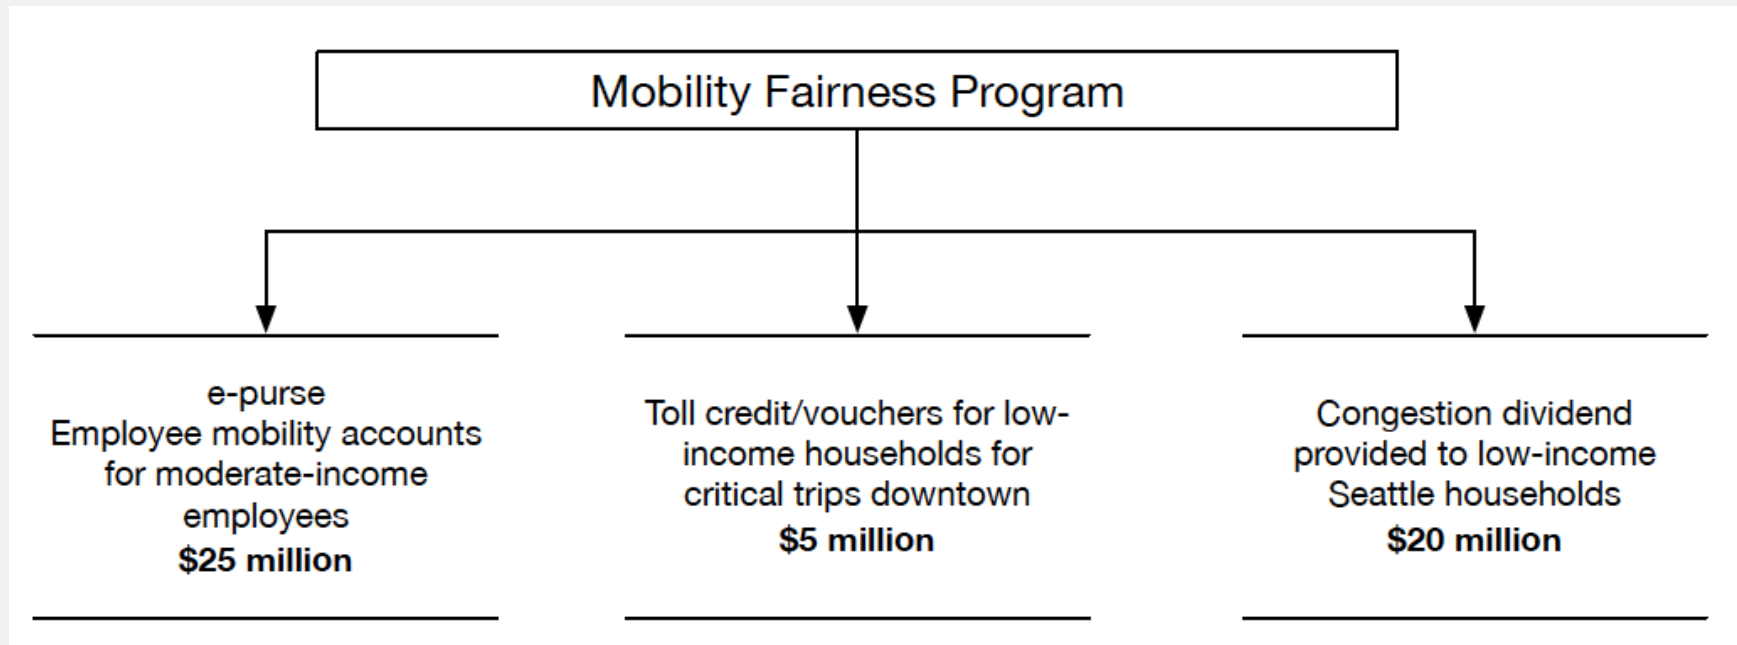 Mobility Fairness Program
e-purse
Employee mobility accounts
for moderate-income
employees
$25 million
Toll credit/vouchers for low-
income households for
critical trips downtown
$5 million
Congestion dividend
provided to low-income
Seattle households
$20 million